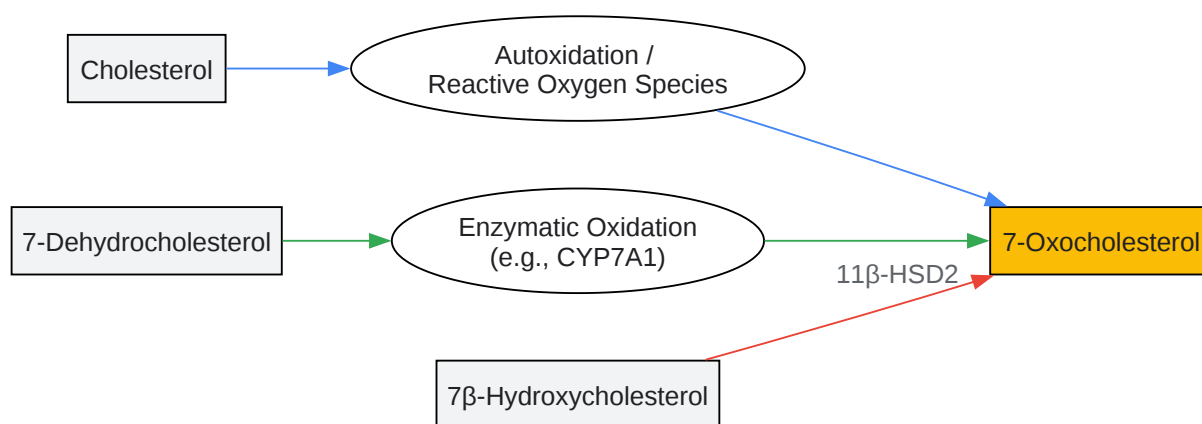 Cholesterol
Autoxidation /
Reactive Oxygen Species
7-Dehydrocholesterol
Enzymatic Oxidation
(e.g., CYP7A1)
7-Oxocholesterol
11β-HSD2
7β-Hydroxycholesterol